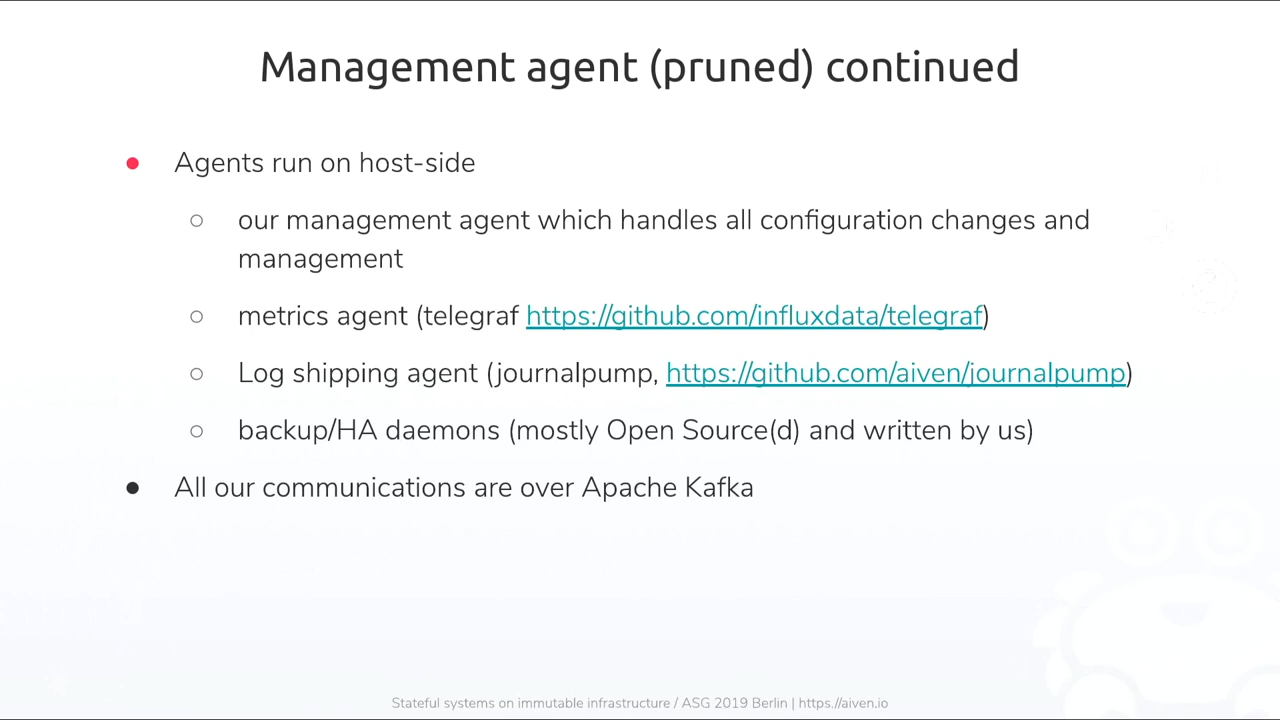 Management agent (pruned) continued
● Agents run on host-side
○ our management agent which handles all configuration changes and
management
○ metrics agent (telegraf https://github.com/influxdata/telegraf)
○ Log shipping agent (journalpump, https://github.com/aiven/journalpump)
○ backup/HA daemons (mostly Open Source(d) and written by us)
● All our communications are over Apache Kafka
Stateful systems on immutable infrastructure / ASG 2019 Berlin | https://aiven.io